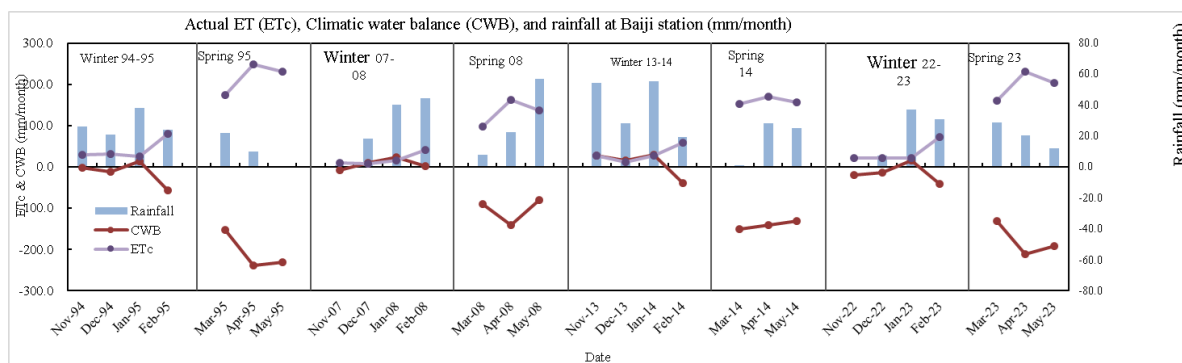 Actual ET (ETc), Climatic water balance (CWB), and rainfall at Baiji station (mm/month)
ETc & CWB (mm/month)
300.0
200.0
100.0
0.0
-100.0
-200.0
-300.0
Winter 94-95
Spring 95
Winter 07-
08
Spring 08
Winter 13-14
Spring
14
Winter 22-
23
Spring 23
Rainfall
CWB
ETc
80.0
60.0
40.0
20.0
0.0
-20.0
-40.0
-60.0
-80.0
Rainfall (mm/month)
Nov-94
Dec-94
Jan-95
Feb-95
Mar-95
Apr-95
May-95
Nov-07
Dec-07
Jan-08
Feb-08
Mar-08
Apr-08
May-08
Nov-13
Dec-13
Jan-14
Feb-14
Mar-14
Apr-14
May-14
Nov-22
Dec-22
Jan-23
Feb-23
Mar-23
Apr-23
May-23
Date